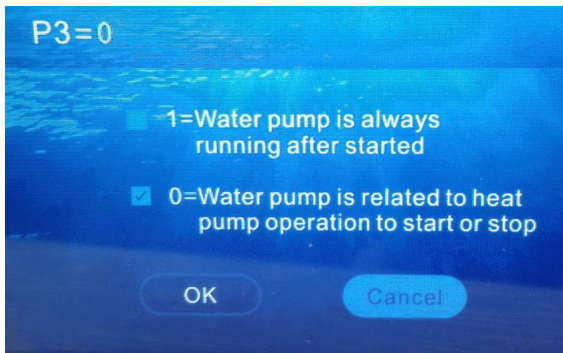 P3=0
1=Water pump is always
running after started
0=Water pump is related to heat
pump operation to start or stop
OK
Cancel